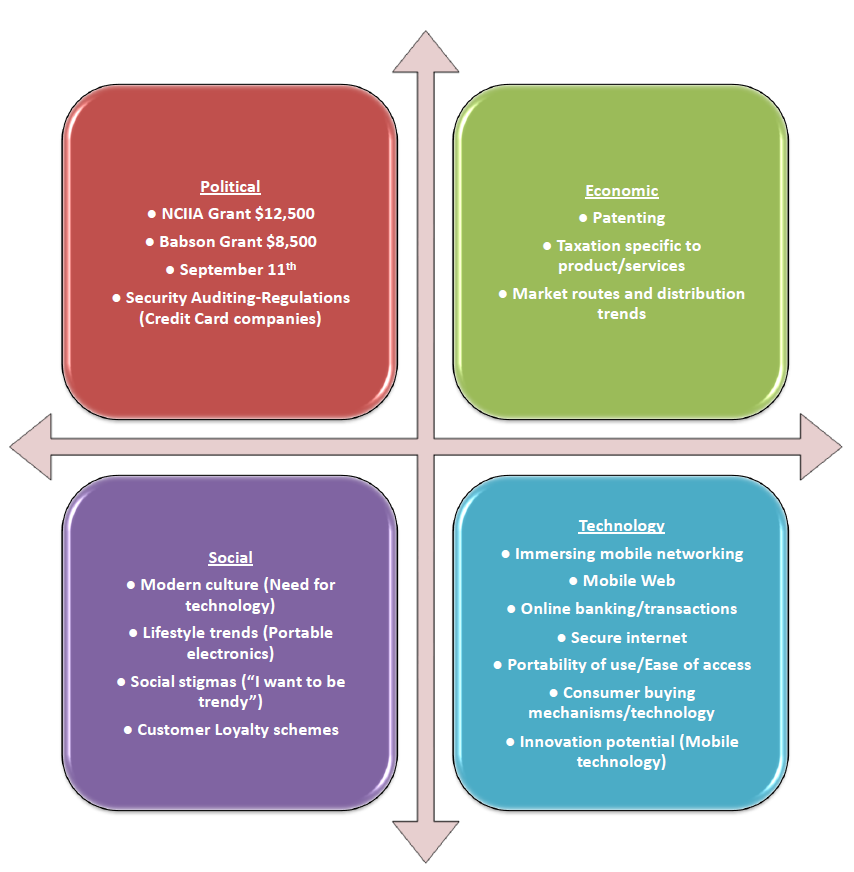 Political
● NCIIA Grant $12,500
● Babson Grant $8,500
● September 11th
● Security Auditing-Regulations
(Credit Card companies)
Economic
● Patenting
● Taxation specific to
product/services
● Market routes and distribution
trends
Social
● Modern culture (Need for
technology)
● Lifestyle trends (Portable
electronics)
● Social stigmas (“I want to be
trendy”)
● Customer Loyalty schemes
Technology
● Immersing mobile networking
● Mobile Web
● Online banking/transactions
● Secure internet
● Portability of use/Ease of access
● Consumer buying
mechanisms/technology
● Innovation potential (Mobile
technology)